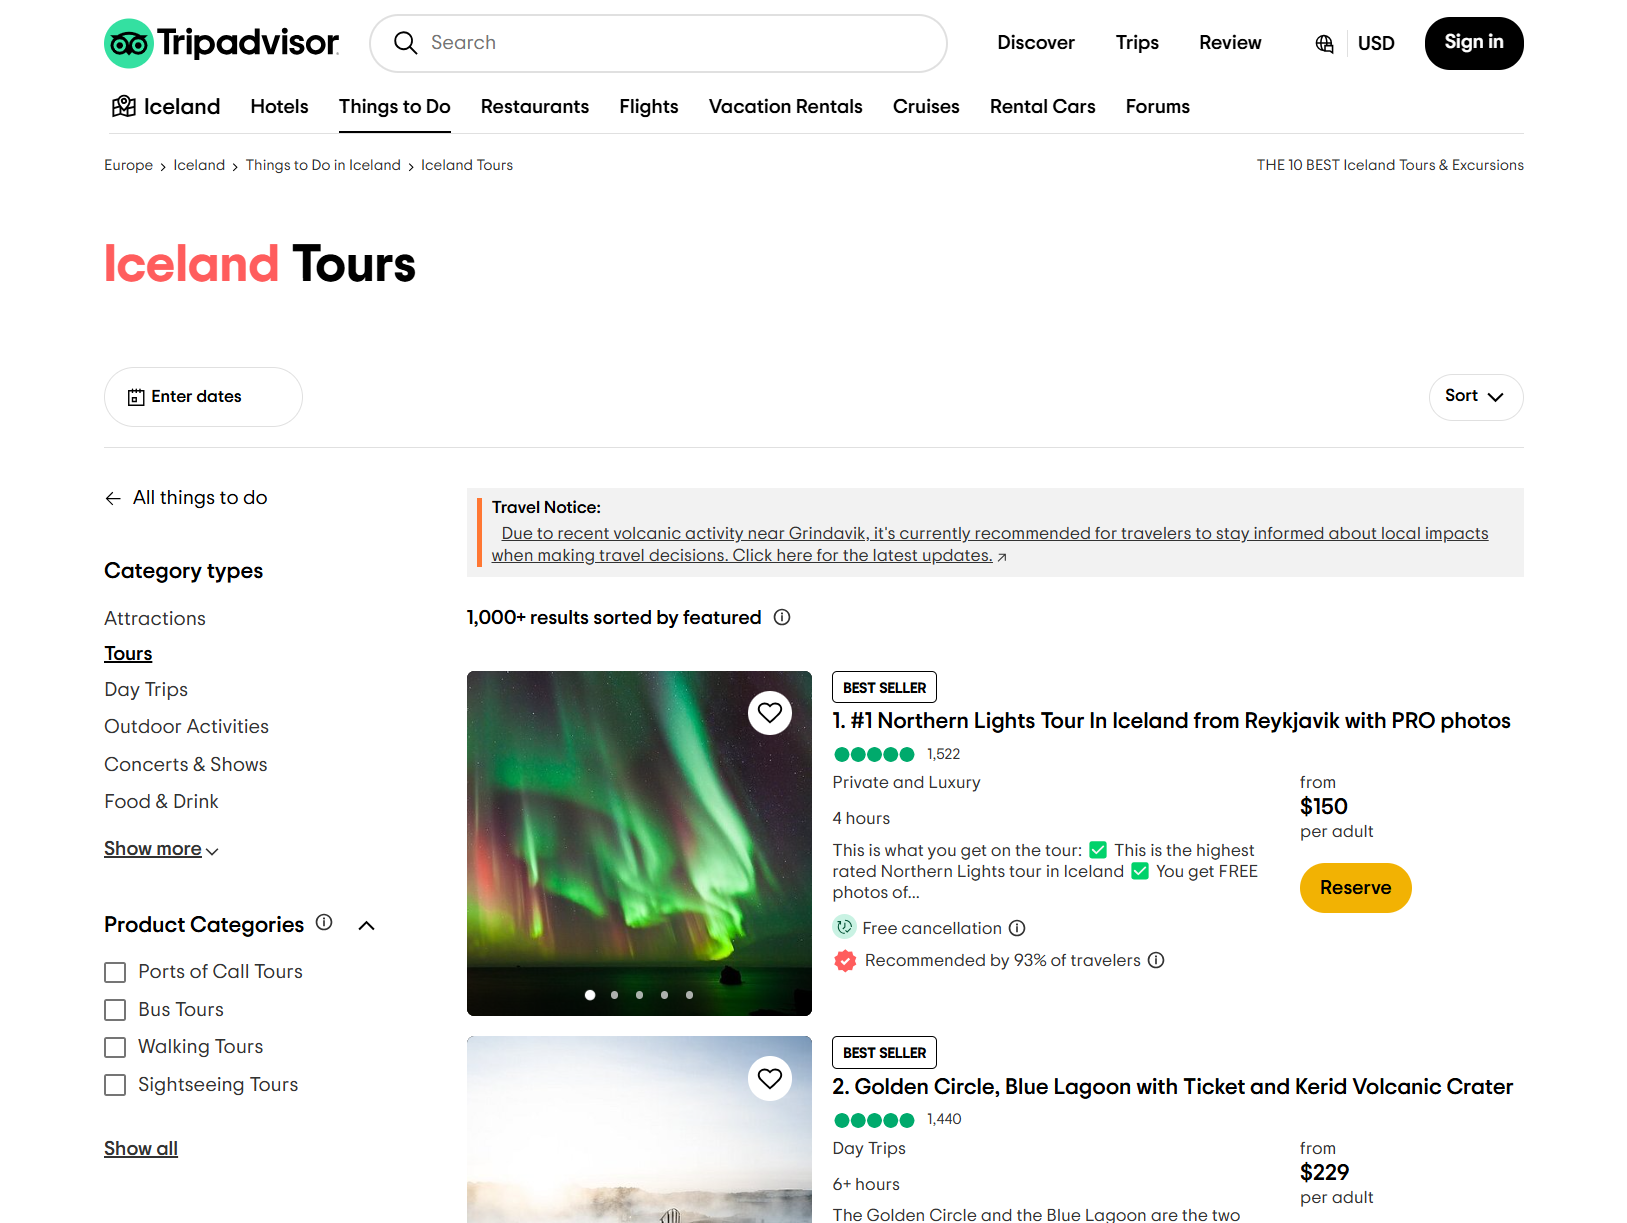 Tripadvisor
Search
Discover
Trips
Review
USD
Sign in
Iceland
Hotels
Things to Do
Restaurants
Flights
Vacation Rentals
Cruises
Rental Cars
Forums
Europe
Iceland
Things to Do in Iceland
Iceland Tours
THE 10 BEST Iceland Tours & Excursions
Iceland Tours
Enter dates
Sort
All things to do
Category types
Attractions
Tours
Day Trips
Outdoor Activities
Concerts & Shows
Food & Drink
Show more
Product Categories
Ports of Call Tours
Bus Tours
Walking Tours
Sightseeing Tours
Show all
Travel Notice:
Due to recent volcanic activity near Grindavik, it's currently recommended for travelers to stay informed about local impacts
when making travel decisions. Click here for the latest updates.
1,000+ results sorted by featured
BEST SELLER
1. #1 Northern Lights Tour In Iceland from Reykjavik with PRO photos
1,522
Private and Luxury
4 hours
This is what you get on the tour: ✅ This is the highest
rated Northern Lights tour in Iceland ✅ You get FREE
photos of...
Free cancellation
Recommended by 93% of travelers
from
$150
per adult
Reserve
BEST SELLER
2. Golden Circle, Blue Lagoon with Ticket and Kerid Volcanic Crater
1,440
Day Trips
6+ hours
The Golden Circle and the Blue Lagoon are the two
from
$229
per adult